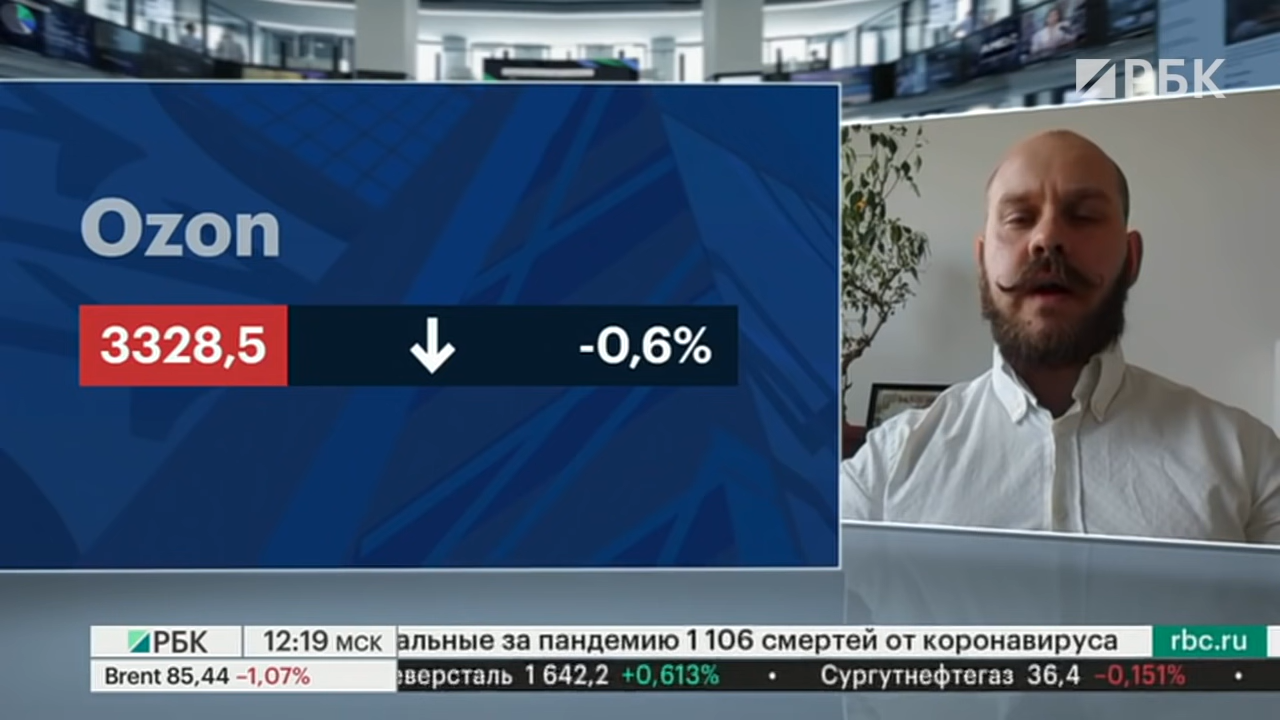 РБК
Ozon
3328,5 -0,6%
РБК 12:19 МСК альные за пандемию 1 106 смертей от коронавируса rbc.ru
Brent 85,44 -1,07% еверсталь 1 642,2 +0,613% • Сургутнефтегаз 36,4 -0,151% •